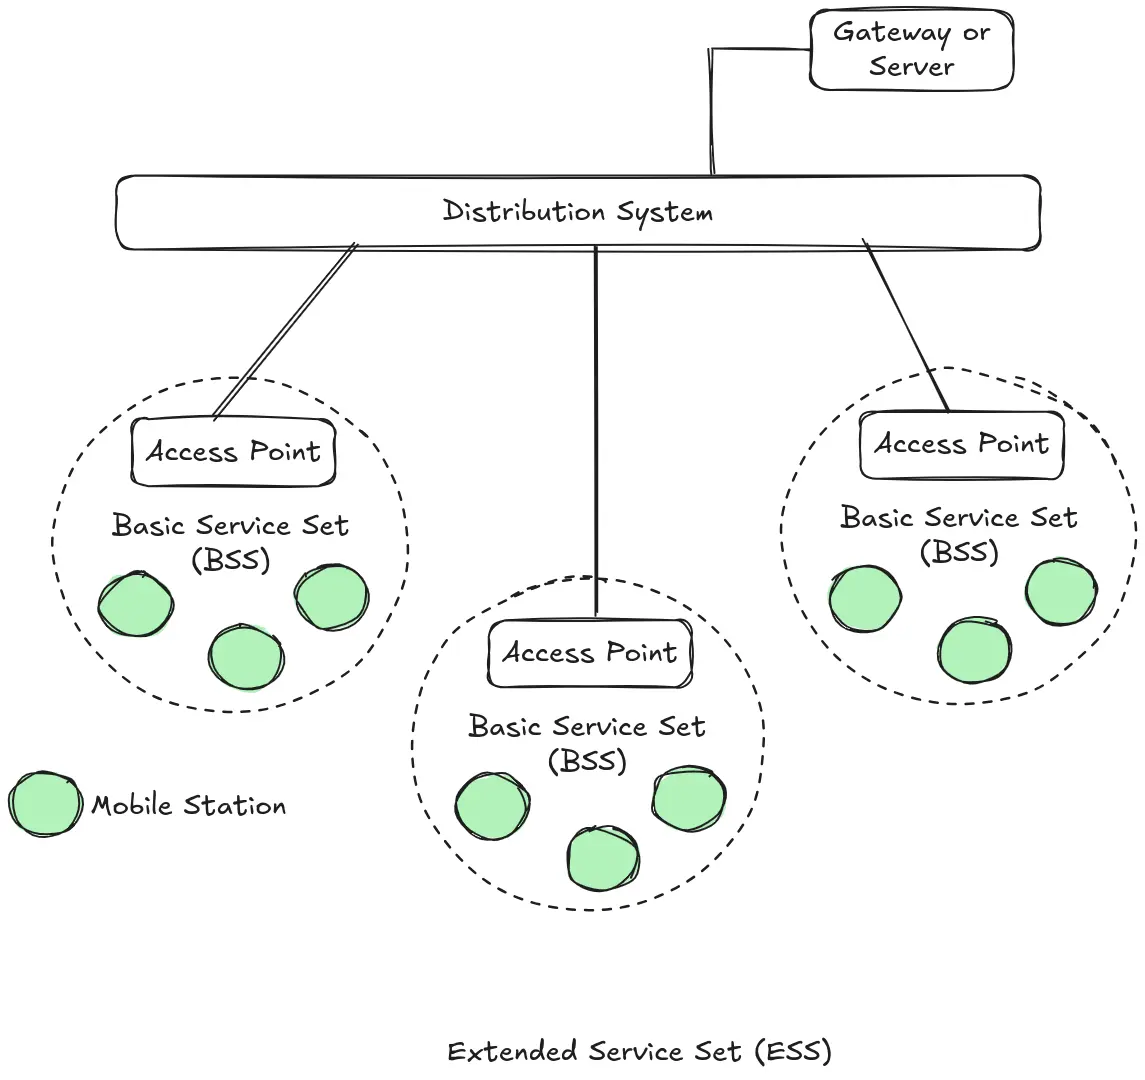 Gateway or
Server
Distribution System
Access Point
Basic Service Set
(BSS)
Access Point
Basic Service Set
(BSS)
Access Point
Basic Service Set
(BSS)
Mobile Station
Extended Service Set (ESS)